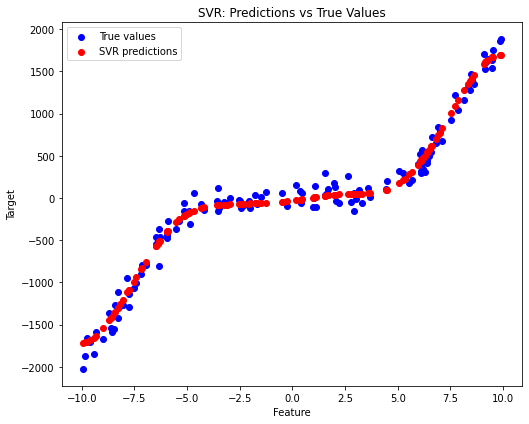 SVR: Predictions vs True Values
True values
SVR predictions
2000
1500
1000
500
0
−500
−1000
−1500
−2000
Target
−10.0 −7.5 −5.0 −2.5 0.0 2.5 5.0 7.5 10.0
Feature